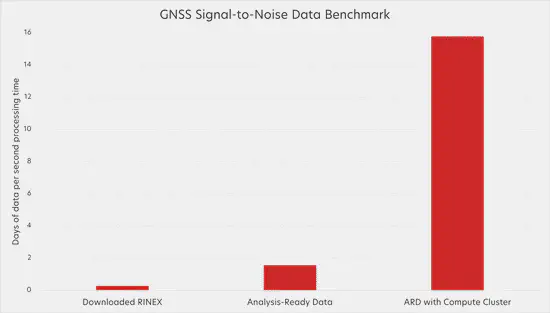 GNSS Signal-to-Noise Data Benchmark
Days of data per second processing time
16
14
12
10
8
6
4
2
0
Downloaded RINEX
Analysis-Ready Data
ARD with Compute Cluster